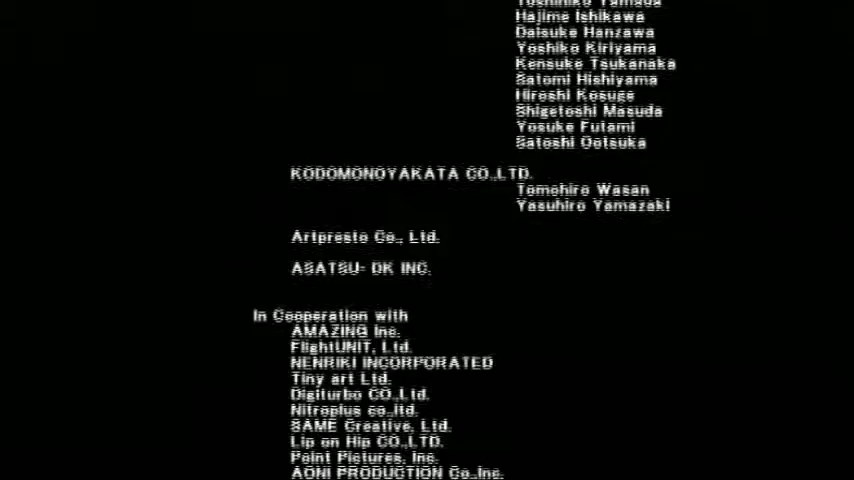 Yoshihiko Yamada
Hajime Ishikawa
Daisuke Hanzawa
Yoshiko Kiriyama
Kensuke Tsukanaka
Satomi Hishiyama
Hiroshi Kosuge
Shigetoshi Masuda
Yosuke Futami
Satoshi Ootsuka
KODOMONOYAKATA CO.,LTD.
Tomohiro Wasan
Yasuhiro Yamazaki
Artpresto Co., Ltd.
ASATSU- DK INC.
In Cooperation with
AMAZING Inc.
FlightUNIT, Ltd.
NENRIKI INCORPORATED
Tiny art Ltd.
Digiturbo CO.,Ltd.
Nitroplus co.,ltd.
SAME Creative, Ltd.
Lip on Hip CO.,LTD.
Point Pictures, Inc.
AONI PRODUCTION Co.,Inc.